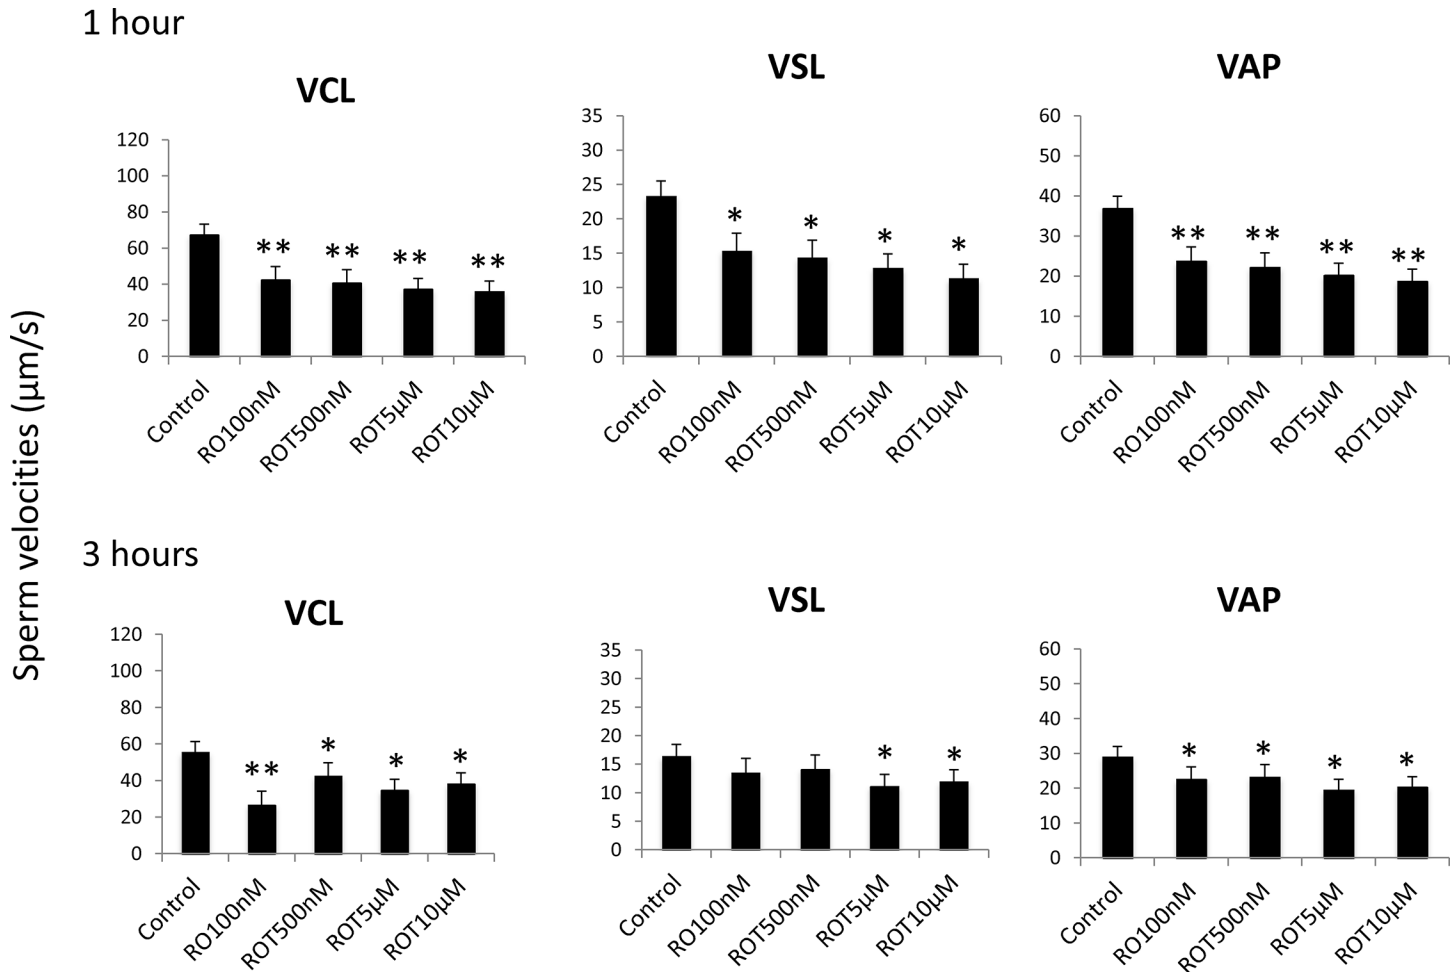 1 hour
VCL
VSL
VAP
120
100
80
60
40
20
0
** ** ** **
Control RO100nM ROT500nM ROT5µM ROT10µM
35
30
25
20
15
10
5
0
* * * *
Control RO100nM ROT500nM ROT5µM ROT10µM
60
50
40
30
20
10
0
** ** ** **
Control RO100nM ROT500nM ROT5µM ROT10µM
Sperm velocities (µm/s)
3 hours
VCL
VSL
VAP
120
100
80
60
40
20
0
** * * *
Control RO100nM ROT500nM ROT5µM ROT10µM
35
30
25
20
15
10
5
0
* *
Control RO100nM ROT500nM ROT5µM ROT10µM
60
50
40
30
20
10
0
* * * *
Control RO100nM ROT500nM ROT5µM ROT10µM